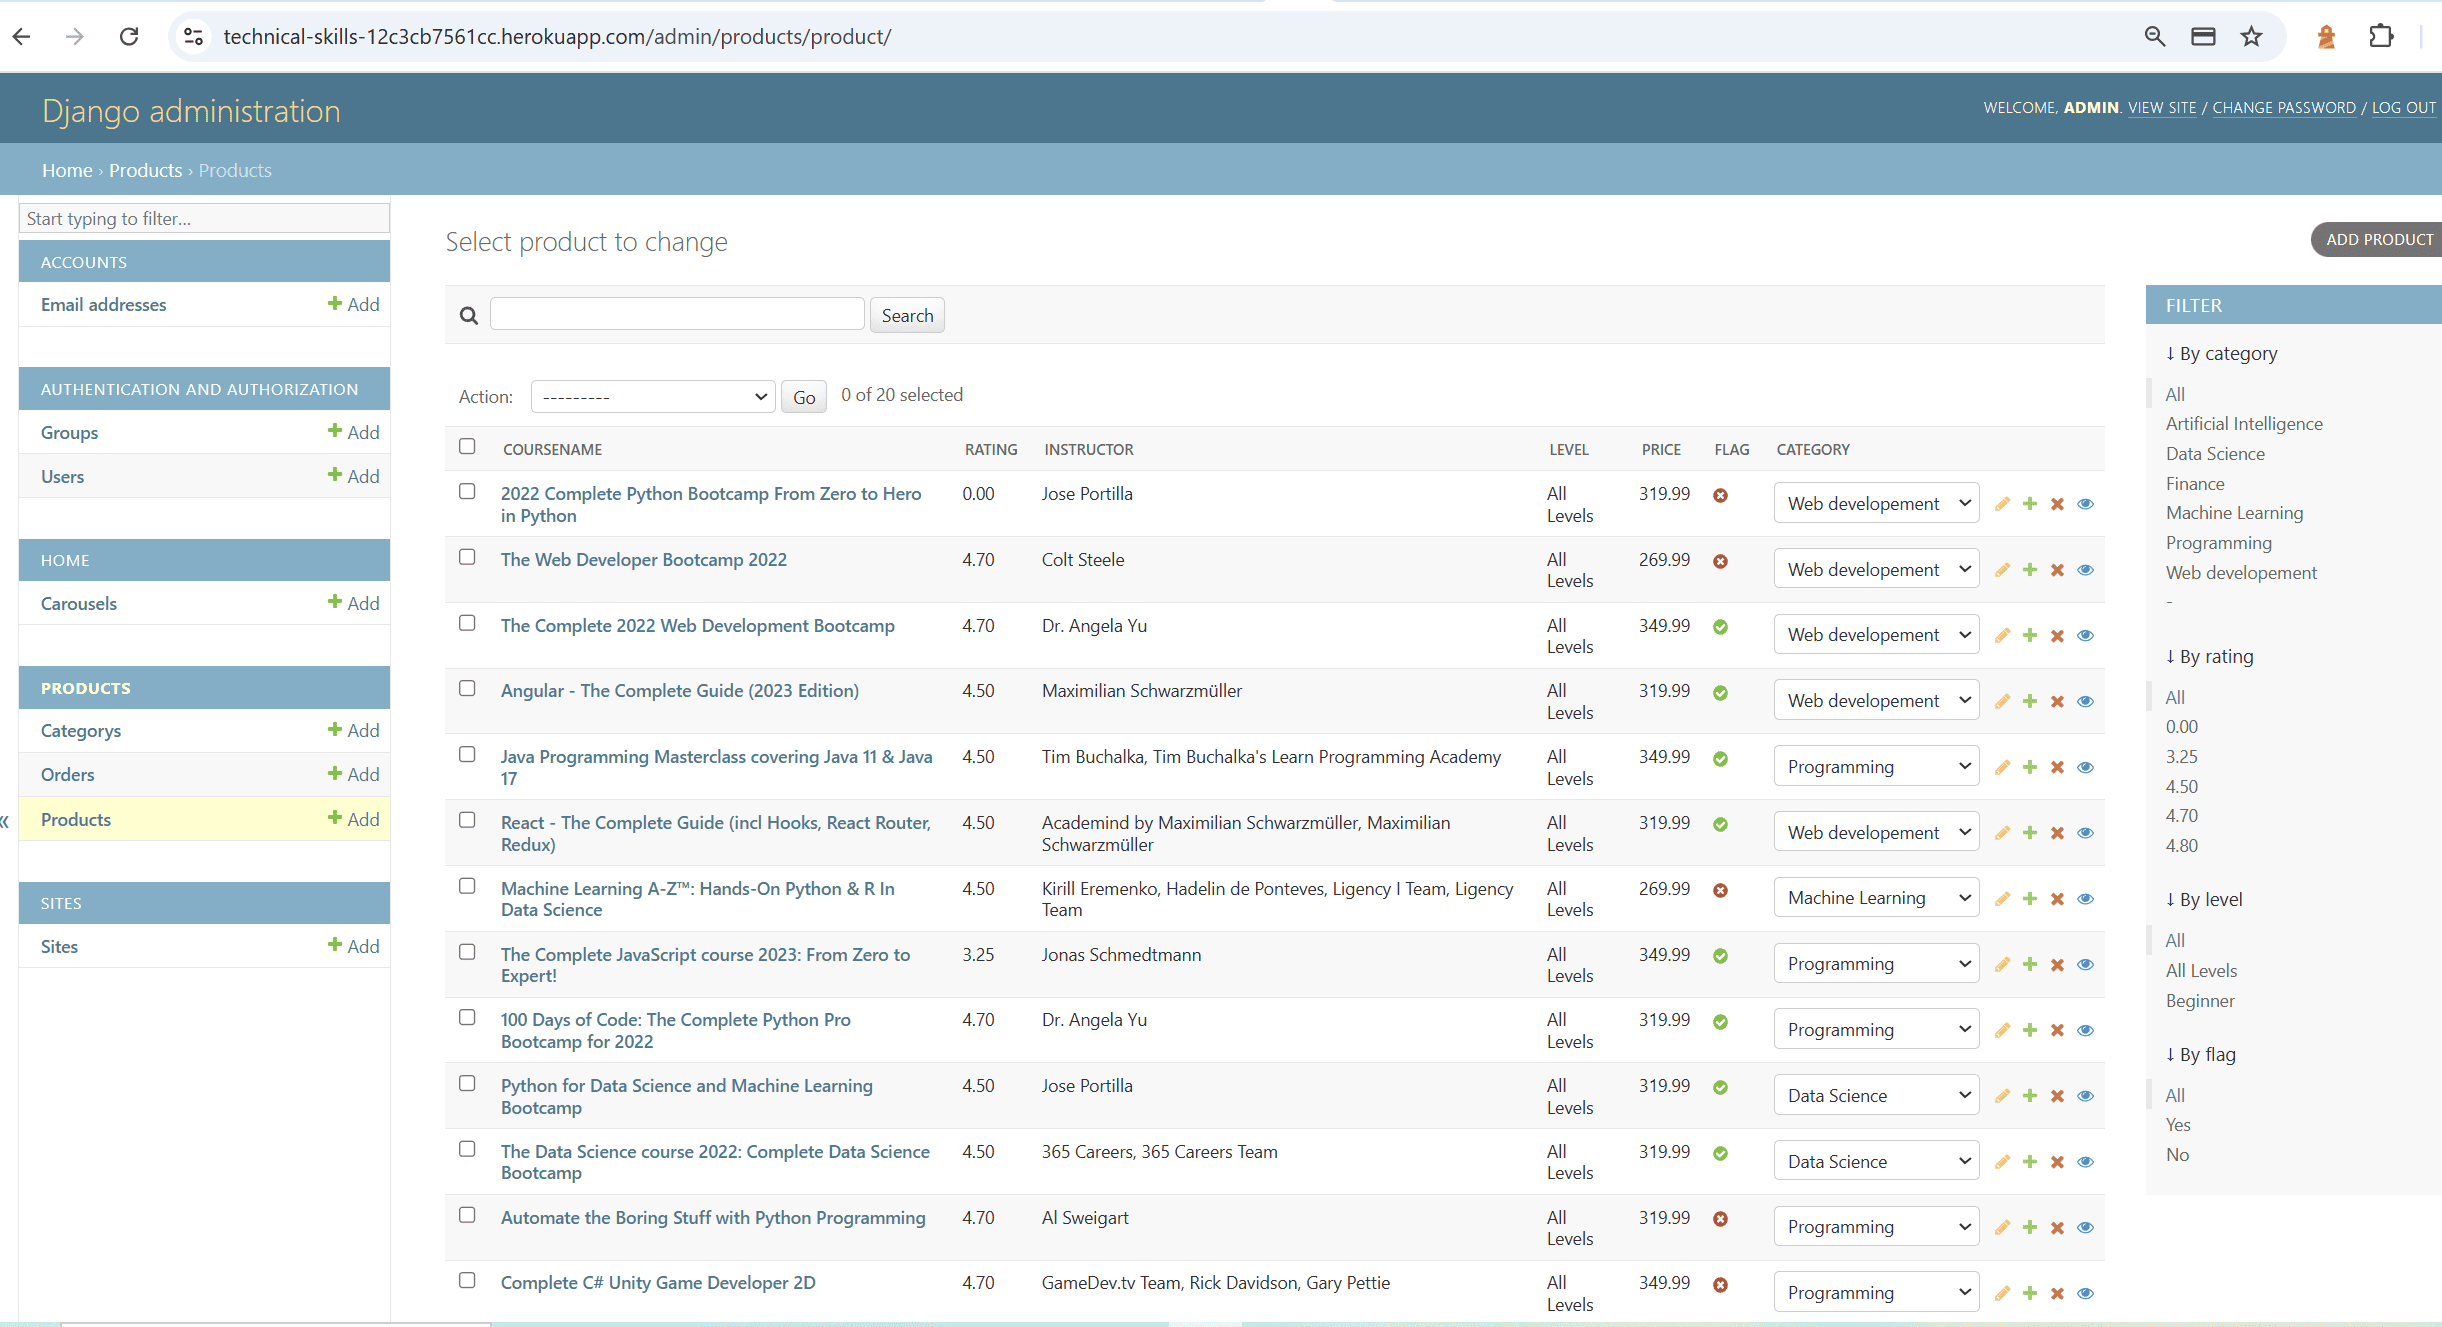 technical-skills-12c3cb7561cc.herokuapp.com/admin/products/product/
Django administration
WELCOME, ADMIN. VIEW SITE / CHANGE PASSWORD / LOG OUT
Home › Products › Products
Start typing to filter...
ACCOUNTS
Email addresses + Add
AUTHENTICATION AND AUTHORIZATION
Groups + Add
Users + Add
HOME
Carousels + Add
PRODUCTS
Categorys + Add
Orders + Add
Products + Add
«
SITES
Sites + Add
Select product to change
ADD PRODUCT
Search
Action: --------- Go 0 of 20 selected
COURSENAME RATING INSTRUCTOR LEVEL PRICE FLAG CATEGORY
2022 Complete Python Bootcamp From Zero to Hero 0.00 Jose Portilla All 319.99 Web developement
in Python Levels
The Web Developer Bootcamp 2022 4.70 Colt Steele All 269.99 Web developement
Levels
The Complete 2022 Web Development Bootcamp 4.70 Dr. Angela Yu All 349.99 Web developement
Levels
Angular - The Complete Guide (2023 Edition) 4.50 Maximilian Schwarzmüller All 319.99 Web developement
Levels
Java Programming Masterclass covering Java 11 & Java 4.50 Tim Buchalka, Tim Buchalka's Learn Programming Academy All 349.99 Programming
17 Levels
React - The Complete Guide (incl Hooks, React Router, 4.50 Academind by Maximilian Schwarzmüller, Maximilian All 319.99 Web developement
Redux) Schwarzmüller Levels
Machine Learning A-Z™: Hands-On Python & R In 4.50 Kirill Eremenko, Hadelin de Ponteves, Ligency I Team, Ligency All 269.99 Machine Learning
Data Science Team Levels
The Complete JavaScript course 2023: From Zero to 3.25 Jonas Schmedtmann All 349.99 Programming
Expert! Levels
100 Days of Code: The Complete Python Pro 4.70 Dr. Angela Yu All 319.99 Programming
Bootcamp for 2022 Levels
Python for Data Science and Machine Learning 4.50 Jose Portilla All 319.99 Data Science
Bootcamp Levels
The Data Science course 2022: Complete Data Science 4.50 365 Careers, 365 Careers Team All 319.99 Data Science
Bootcamp Levels
Automate the Boring Stuff with Python Programming 4.70 Al Sweigart All 319.99 Programming
Levels
Complete C# Unity Game Developer 2D 4.70 GameDev.tv Team, Rick Davidson, Gary Pettie All 349.99 Programming
Levels
FILTER
↓ By category
All
Artificial Intelligence
Data Science
Finance
Machine Learning
Programming
Web developement
-
↓ By rating
All
0.00
3.25
4.50
4.70
4.80
↓ By level
All
All Levels
Beginner
↓ By flag
All
Yes
No